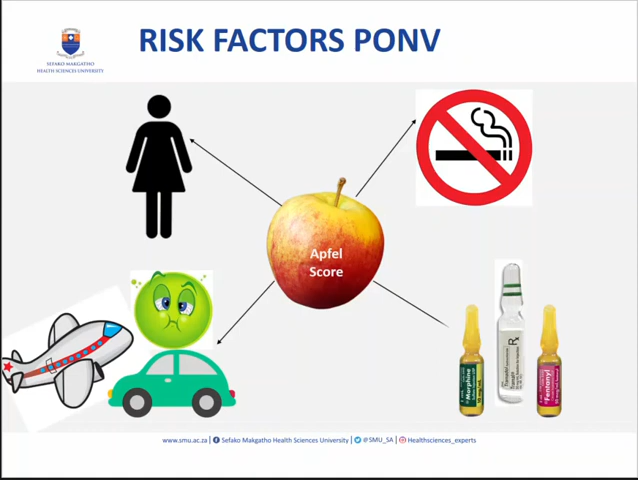 RISK FACTORS PONV
SEFAKO MAKGATHO
HEALTH SCIENCES UNIVERSITY
Apfel
Score
Morphine
Fentanyl
www.smu.ac.za | Sefako Makgatho Health Sciences University | @SMU_SA | Healthsciences_experts